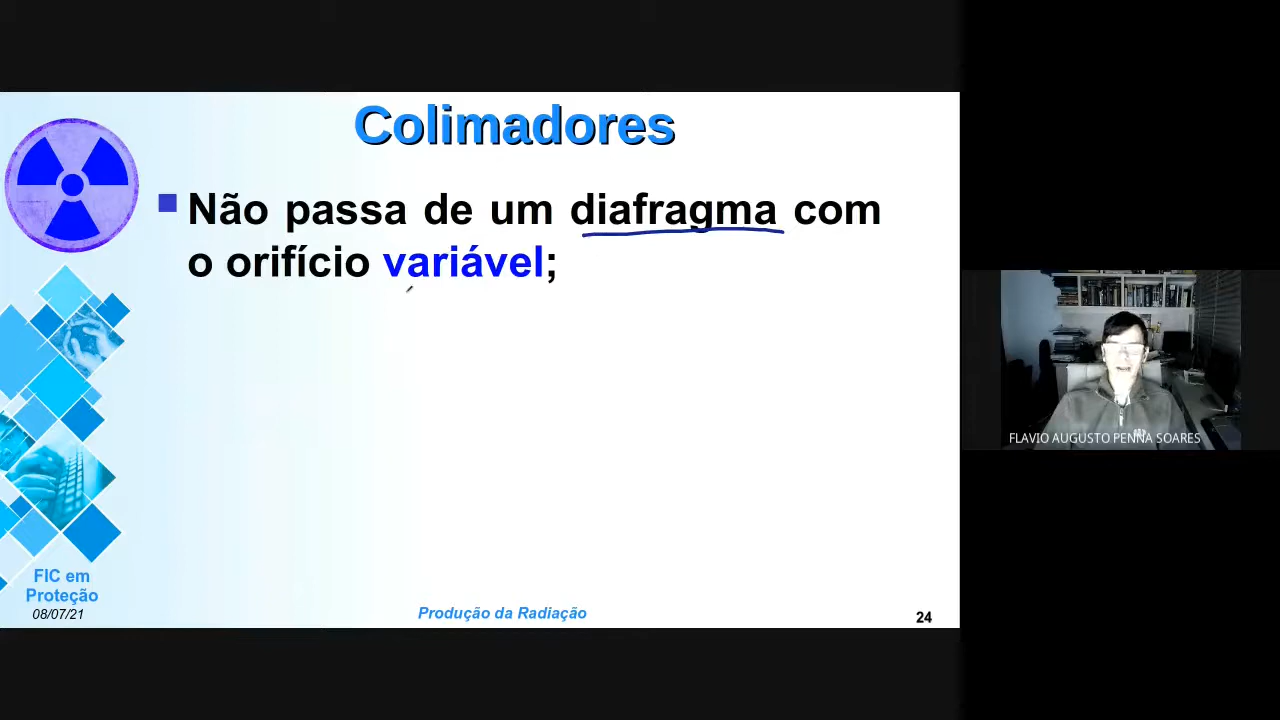 Colimadores
Não passa de um diafragma com
o orifício variável;
FIC em
Proteção
08/07/21
Produção da Radiação
24
FLAVIO AUGUSTO PENNA SOARES